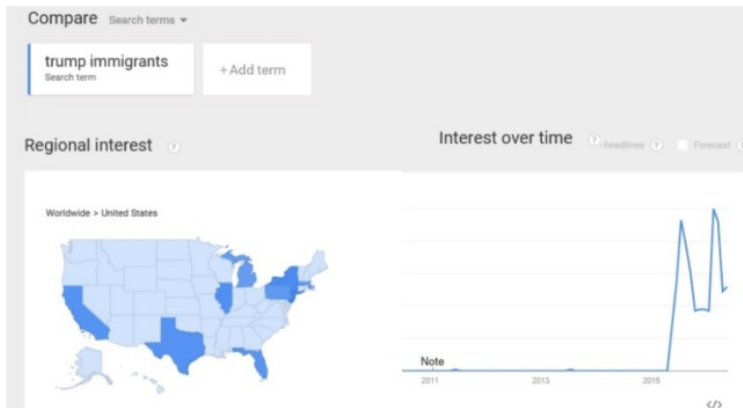 Compare Search terms
trump immigrants
Search term
+Add term
Regional interest ?
Interest over time ? headlines ? Forecast
Worldwide > United States
Note
2011 2013 2015
</>